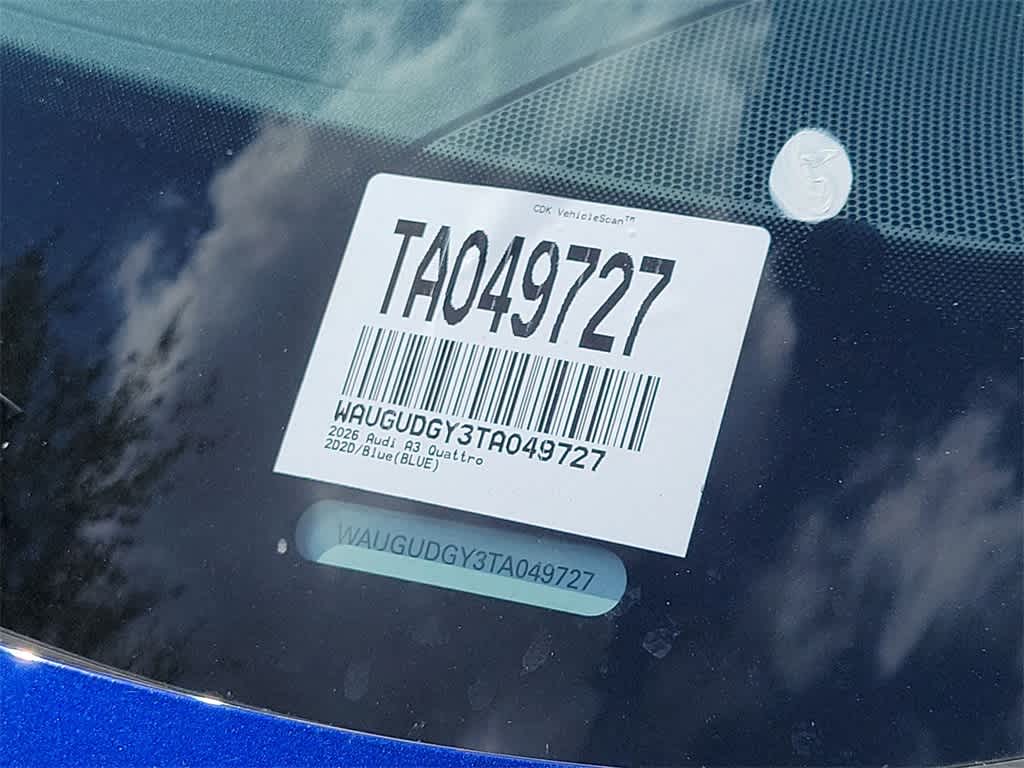 CDK VehicleScan™
TA049727
WAUGUDGY3TA049727
2026 Audi A3 Quattro
2D2D/Blue(BLUE)
WAUGUDGY3TA049727